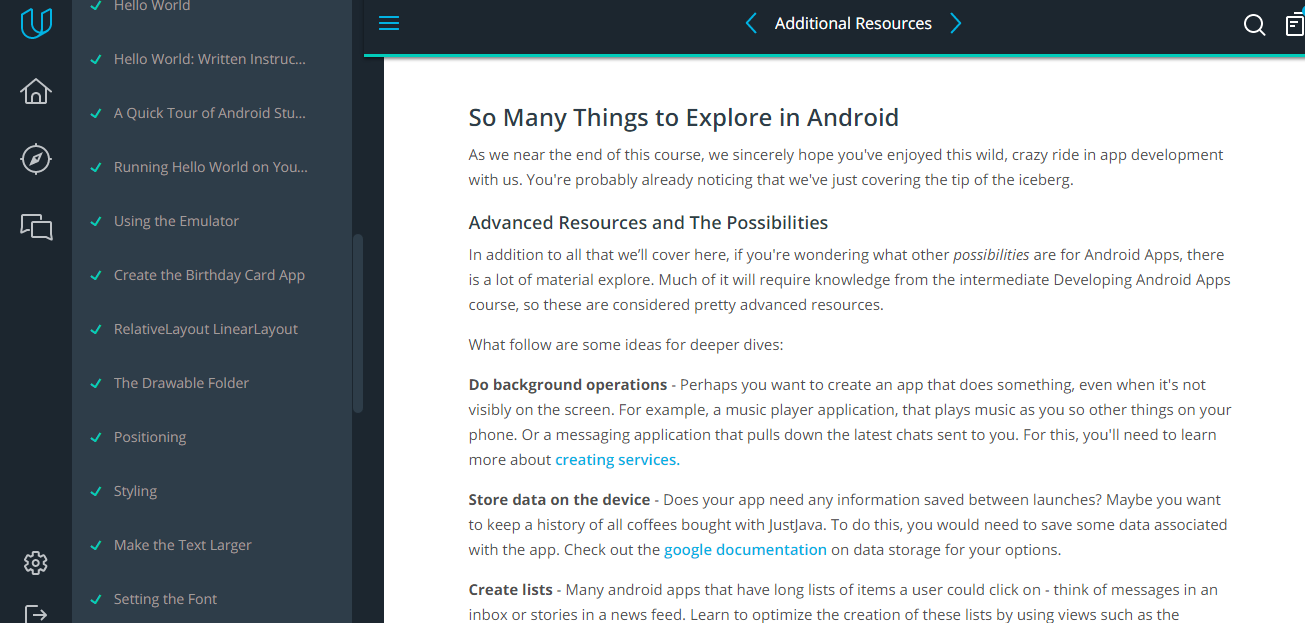 Hello World
Hello World: Written Instruc...
A Quick Tour of Android Stu...
Running Hello World on You...
Using the Emulator
Create the Birthday Card App
RelativeLayout LinearLayout
The Drawable Folder
Positioning
Styling
Make the Text Larger
Setting the Font
Additional Resources
So Many Things to Explore in Android
As we near the end of this course, we sincerely hope you've enjoyed this wild, crazy ride in app development
with us. You're probably already noticing that we've just covering the tip of the iceberg.
Advanced Resources and The Possibilities
In addition to all that we’ll cover here, if you're wondering what other possibilities are for Android Apps, there
is a lot of material explore. Much of it will require knowledge from the intermediate Developing Android Apps
course, so these are considered pretty advanced resources.
What follow are some ideas for deeper dives:
Do background operations - Perhaps you want to create an app that does something, even when it's not
visibly on the screen. For example, a music player application, that plays music as you so other things on your
phone. Or a messaging application that pulls down the latest chats sent to you. For this, you'll need to learn
more about creating services.
Store data on the device - Does your app need any information saved between launches? Maybe you want
to keep a history of all coffees bought with JustJava. To do this, you would need to save some data associated
with the app. Check out the google documentation on data storage for your options.
Create lists - Many android apps that have long lists of items a user could click on - think of messages in an
inbox or stories in a news feed. Learn to optimize the creation of these lists by using views such as the